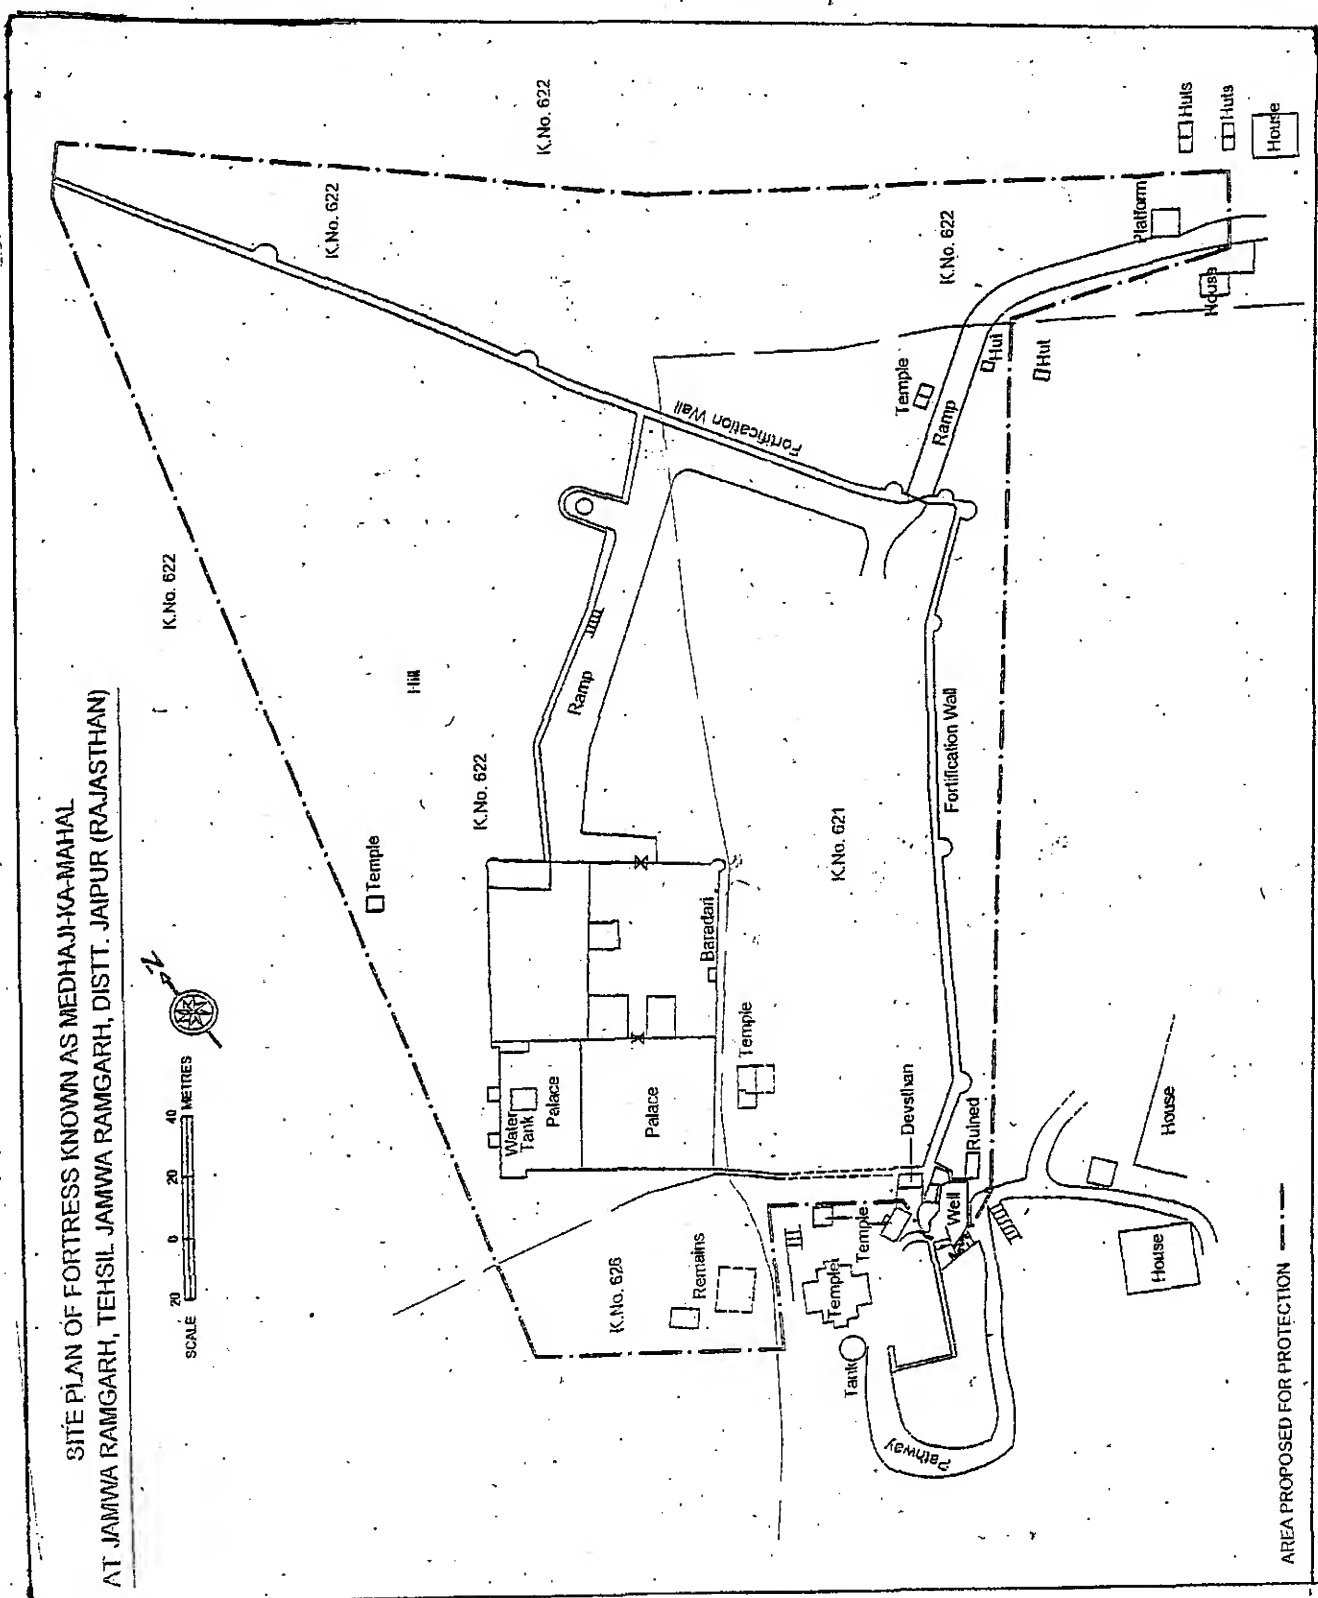 SITE PLAN OF FORTRESS KNOWN AS MEDHAJI-KA-MAHAL
AT JAMWA RAMGARH, TEHSIL JAMWA RAMGARH, DISTT. JAIPUR (RAJASTHAN)
SCALE 20 0 20 40 METRES
N
K.No. 622
K.No. 622
K.No. 622
K.No. 622
K.No. 622
Hill
Temple
Ramp
Fortification Wall
Temple
Ramp
Hut
Hut
Platform
House
Huts
Huts
House
Water
Tank
Palace
Palace
Baradari
Temple
K.No. 621
Fortification Wall
Devsthan
Ruined
Well
Temple
Temple
Tank
Remains
K.No. 626
Pathway
House
House
AREA PROPOSED FOR PROTECTION